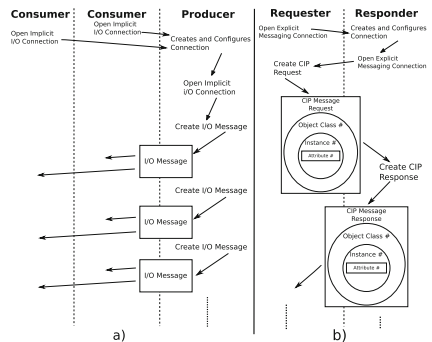 Consumer
Consumer
Producer
Open Implicit
I/O Connection
Open Implicit
I/O Connection
Creates and Configures
Connection
Open Implicit
I/O Connection
Create I/O Message
I/O Message
Create I/O Message
I/O Message
Create I/O Message
I/O Message
a)
Requester
Responder
Open Explicit
Messaging Connection
Creates and Configures
Connection
Open Explicit
Messaging Connection
Create CIP
Request
CIP Message
Request
Object Class #
Instance #
Attribute #
Create CIP
Response
CIP Message
Response
Object Class #
Instance #
Attribute #
b)